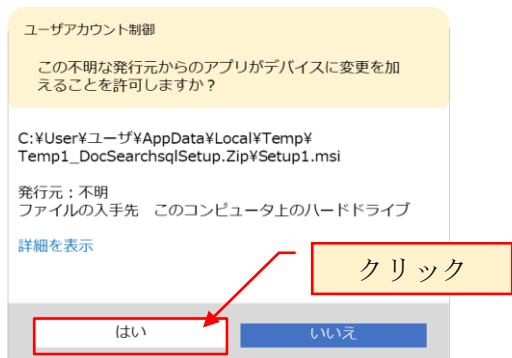 ユーザアカウント制御
この不明な発行元からのアプリがデバイスに変更を加
えることを許可しますか？
C:¥User¥ユーザ¥AppData¥Local¥Temp¥
Temp1_DocSearchsqlSetup.Zip¥Setup1.msi
発行元：不明
ファイルの入手先　このコンピュータ上のハードドライブ
詳細を表示
クリック
はい
いいえ